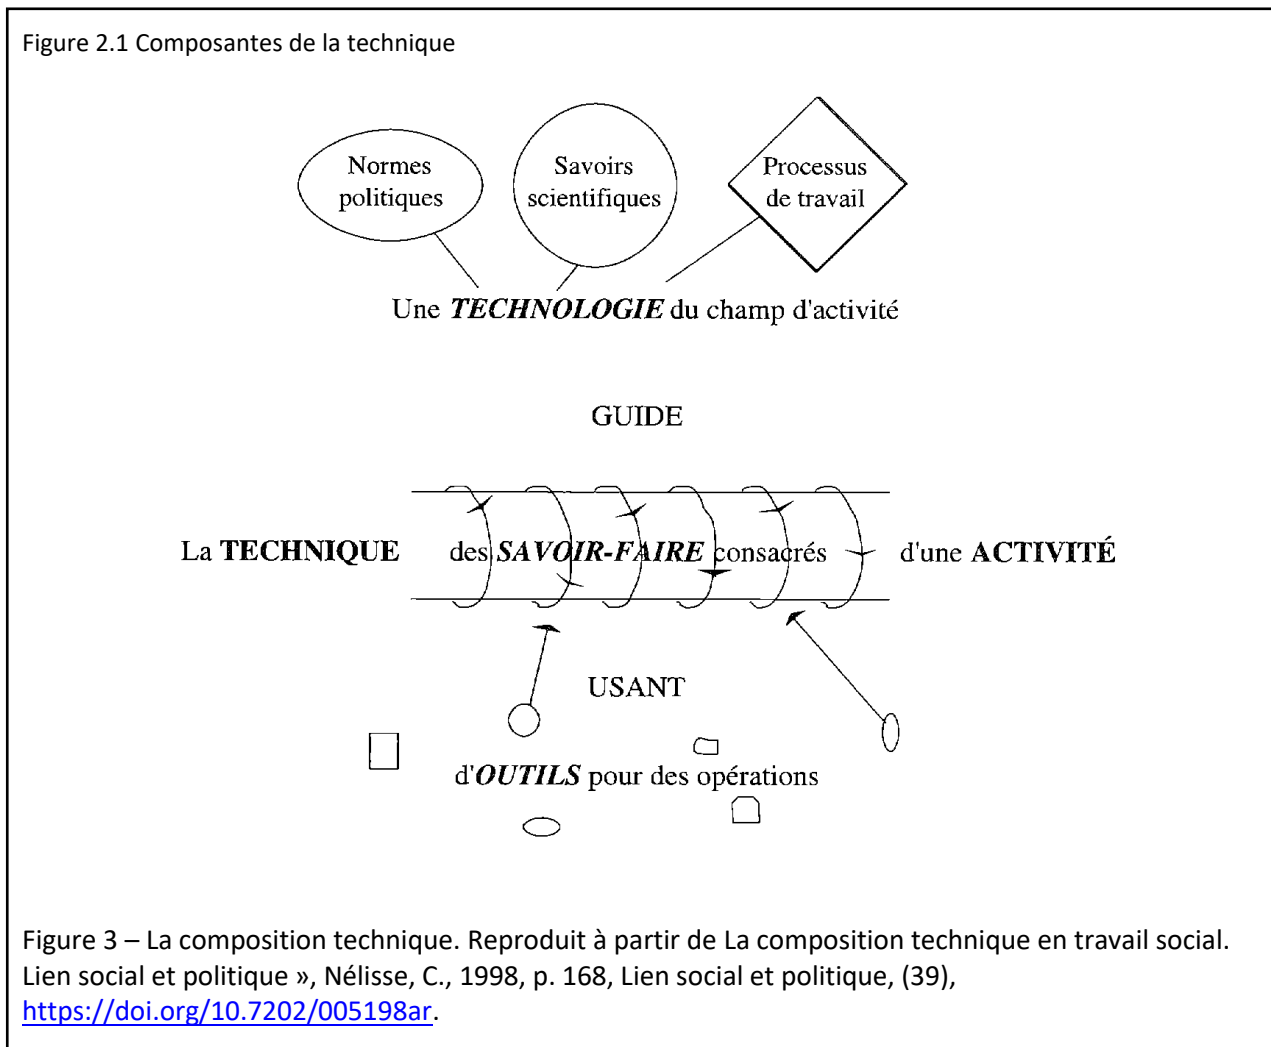 Figure 2.1 Composantes de la technique
Normes
politiques
Savoirs
scientifiques
Processus
de travail
Une TECHNOLOGIE du champ d'activité
GUIDE
La TECHNIQUE des SAVOIR-FAIRE consacrés d'une ACTIVITÉ
USANT
d'OUTILS pour des opérations
Figure 3 – La composition technique. Reproduit à partir de La composition technique en travail social.
Lien social et politique », Nélisse, C., 1998, p. 168, Lien social et politique, (39),
https://doi.org/10.7202/005198ar.